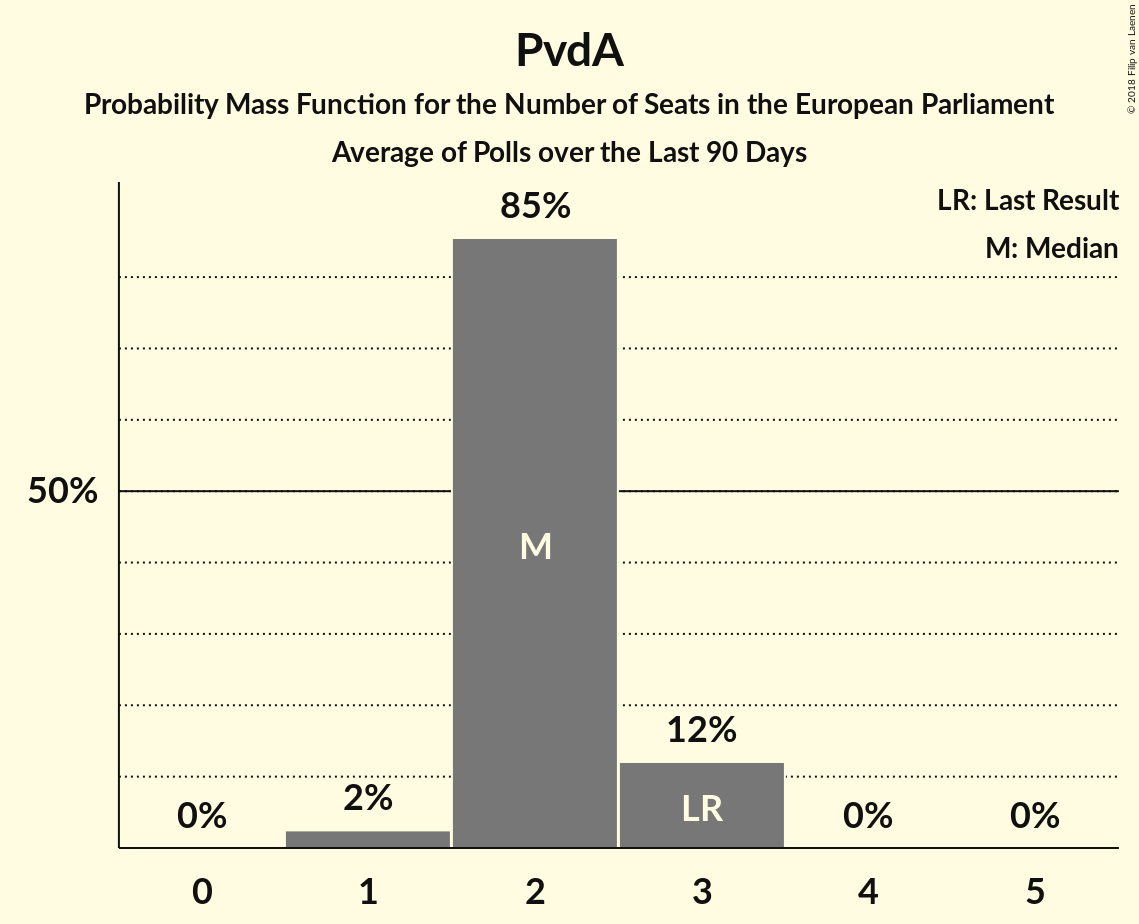 PvdA
Probability Mass Function for the Number of Seats in the European Parliament
Average of Polls over the Last 90 Days
© 2018 Filip van Laenen
LR: Last Result
M: Median
85%
50%
M
12%
2%
LR
0%
0%
0%
0 1 2 3 4 5